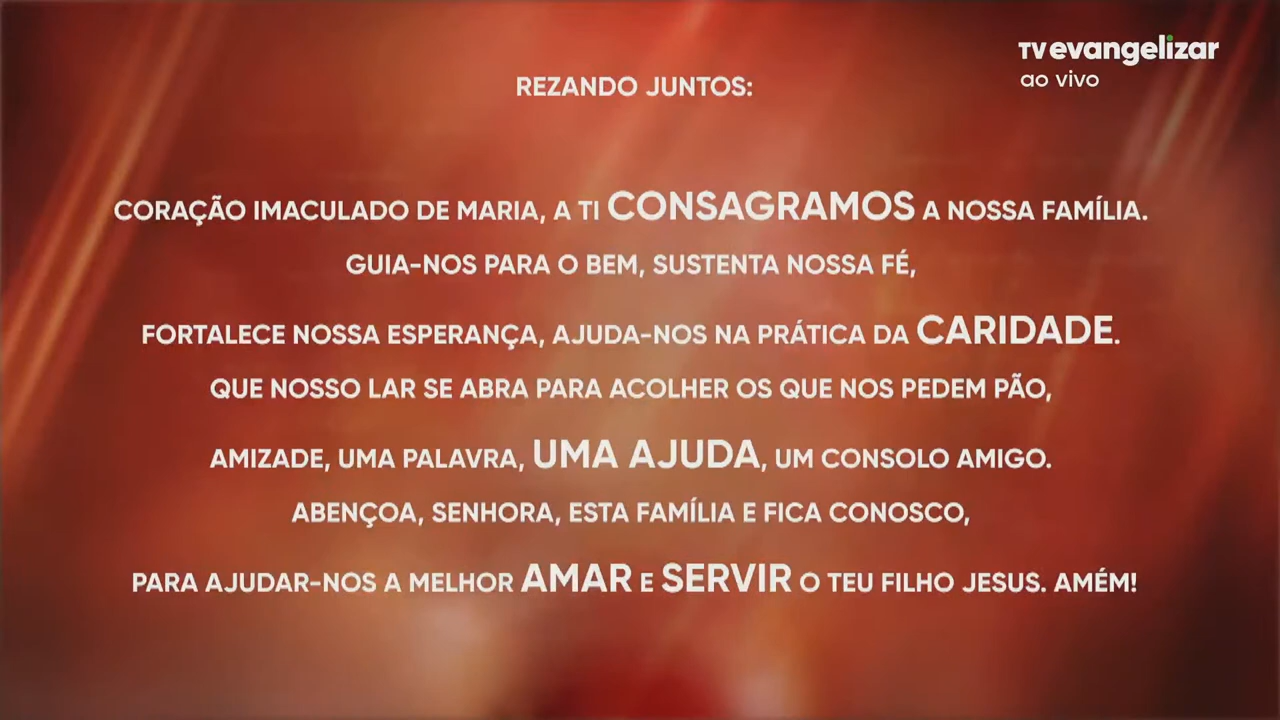 TV evangelizar
ao vivo
REZANDO JUNTOS:
CORAÇÃO IMACULADO DE MARIA, A TI CONSAGRAMOS A NOSSA FAMÍLIA.
GUIA-NOS PARA O BEM, SUSTENTA NOSSA FÉ,
FORTALECE NOSSA ESPERANÇA, AJUDA-NOS NA PRÁTICA DA CARIDADE.
QUE NOSSO LAR SE ABRA PARA ACOLHER OS QUE NOS PEDEM PÃO,
AMIZADE, UMA PALAVRA, UMA AJUDA, UM CONSOLO AMIGO.
ABENÇOA, SENHORA, ESTA FAMÍLIA E FICA CONOSCO,
PARA AJUDAR-NOS A MELHOR AMAR E SERVIR O TEU FILHO JESUS. AMÉM!